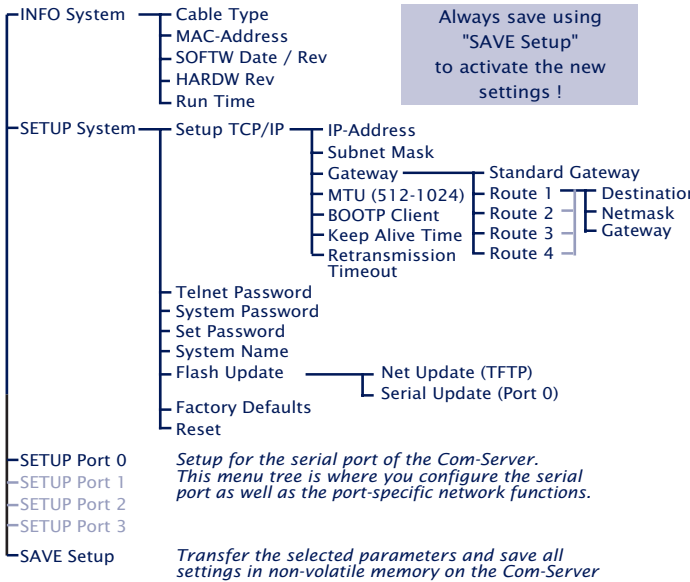 INFO System
Cable Type
MAC-Address
SOFTW Date / Rev
HARDW Rev
Run Time
Always save using
"SAVE Setup"
to activate the new
settings !
SETUP System
Setup TCP/IP
IP-Address
Subnet Mask
Gateway
Standard Gateway
Route 1
Destination
Netmask
Gateway
Route 2
Route 3
Route 4
MTU (512-1024)
BOOTP Client
Keep Alive Time
Retransmission
Timeout
Telnet Password
System Password
Set Password
System Name
Flash Update
Net Update (TFTP)
Serial Update (Port 0)
Factory Defaults
Reset
SETUP Port 0
Setup for the serial port of the Com-Server.
This menu tree is where you configure the serial
port as well as the port-specific network functions.
SETUP Port 1
SETUP Port 2
SETUP Port 3
SAVE Setup
Transfer the selected parameters and save all
settings in non-volatile memory on the Com-Server